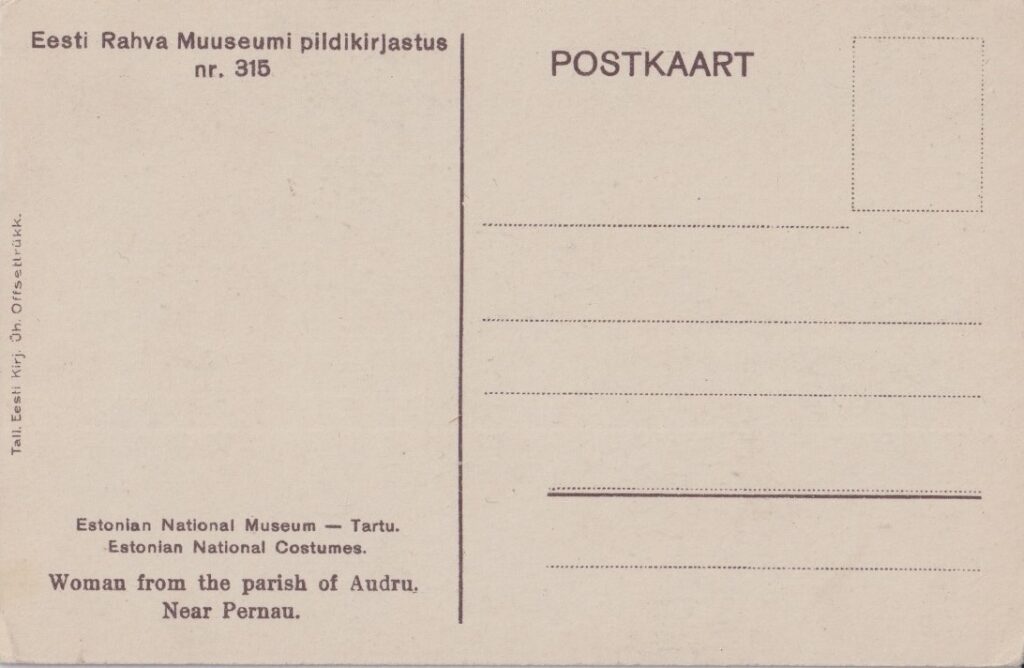 Eesti Rahva Muuseumi pildikirjastus
nr. 315
POSTKAART
Tall. Eesti Kirj. Üh. Offsettrükk.
Estonian National Museum — Tartu.
Estonian National Costumes.
Woman from the parish of Audru.
Near Pernau.